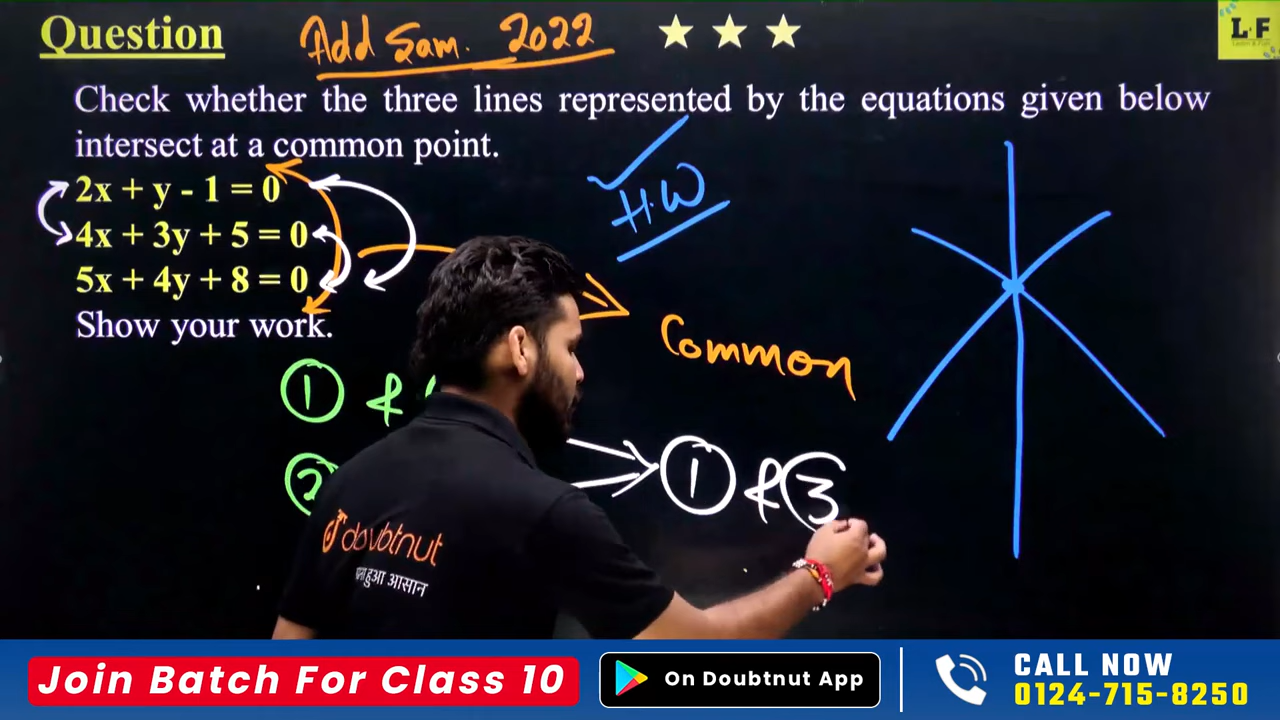 Question Add Sam. 2022
L F
Check whether the three lines represented by the equations given below
intersect at a common point.
2x + y - 1 = 0
4x + 3y + 5 = 0
5x + 4y + 8 = 0
Show your work.
H.W
Common
1 &
2
1 & 3
doubtnut
हुआ आसान
Join Batch For Class 10
On Doubtnut App
CALL NOW
0124-715-8250